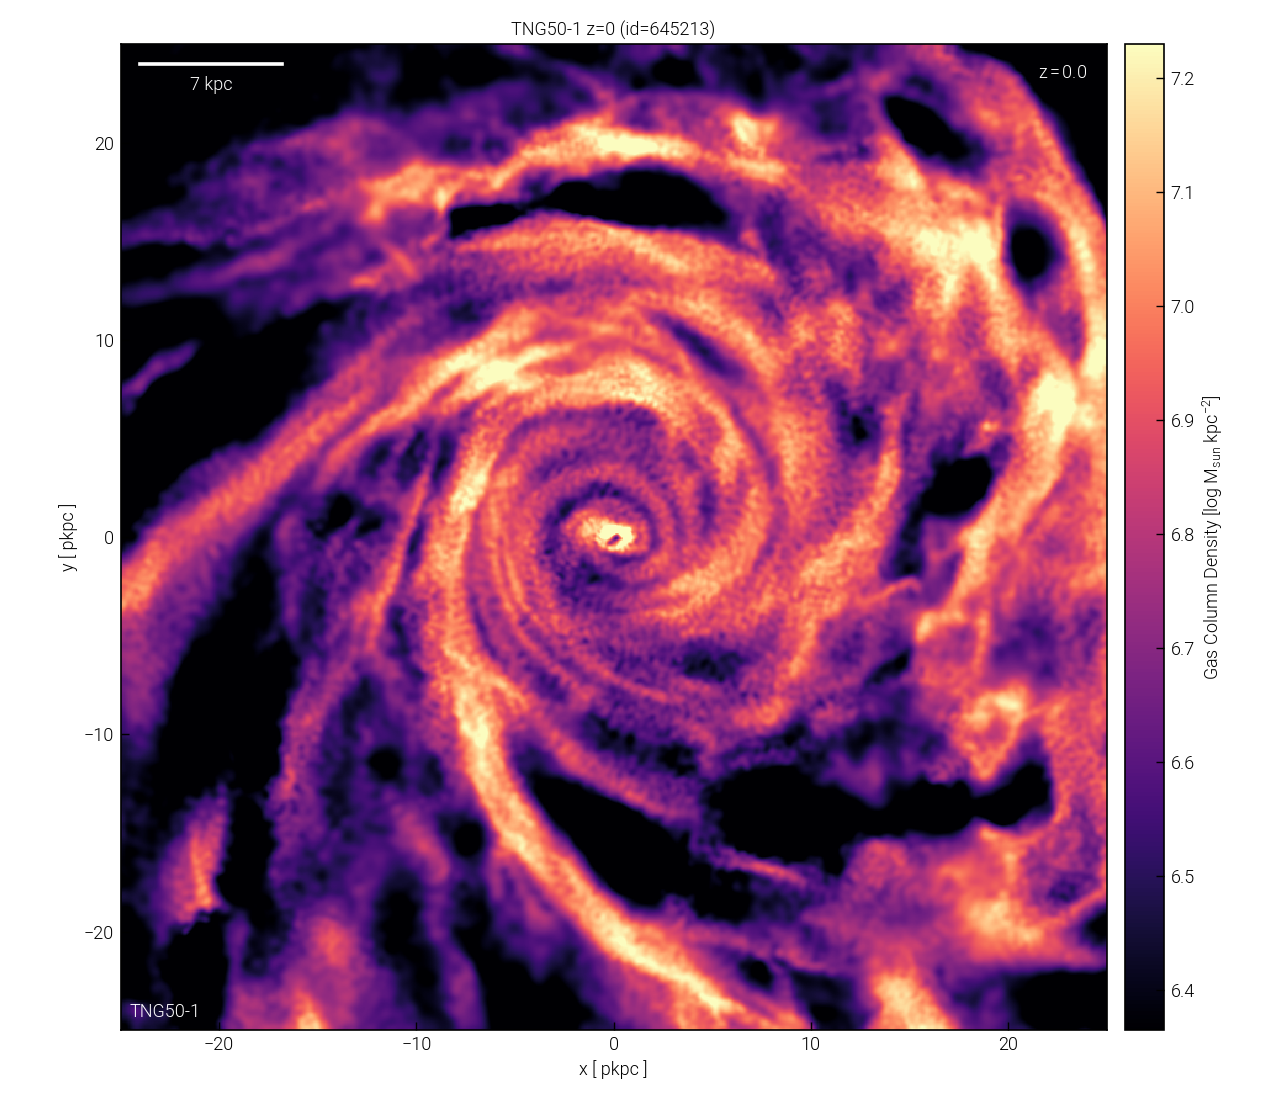 TNG50-1 z=0 (id=645213)
7 kpc
z=0.0
TNG50-1
y [ pkpc ]
20
10
0
−10
−20
−20
−10
0
10
20
x [ pkpc ]
7.2
7.1
7.0
6.9
6.8
6.7
6.6
6.5
6.4
Gas Column Density [log M_sun kpc^−2]